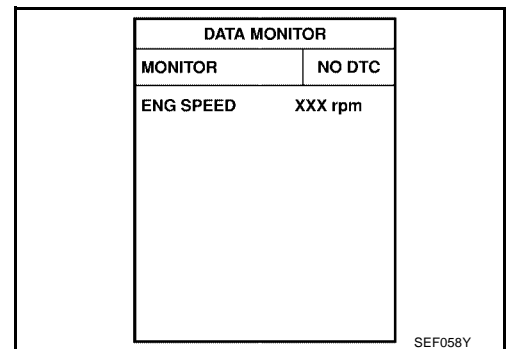 DATA MONITOR
MONITOR NO DTC
ENG SPEED XXX rpm
SEF058Y